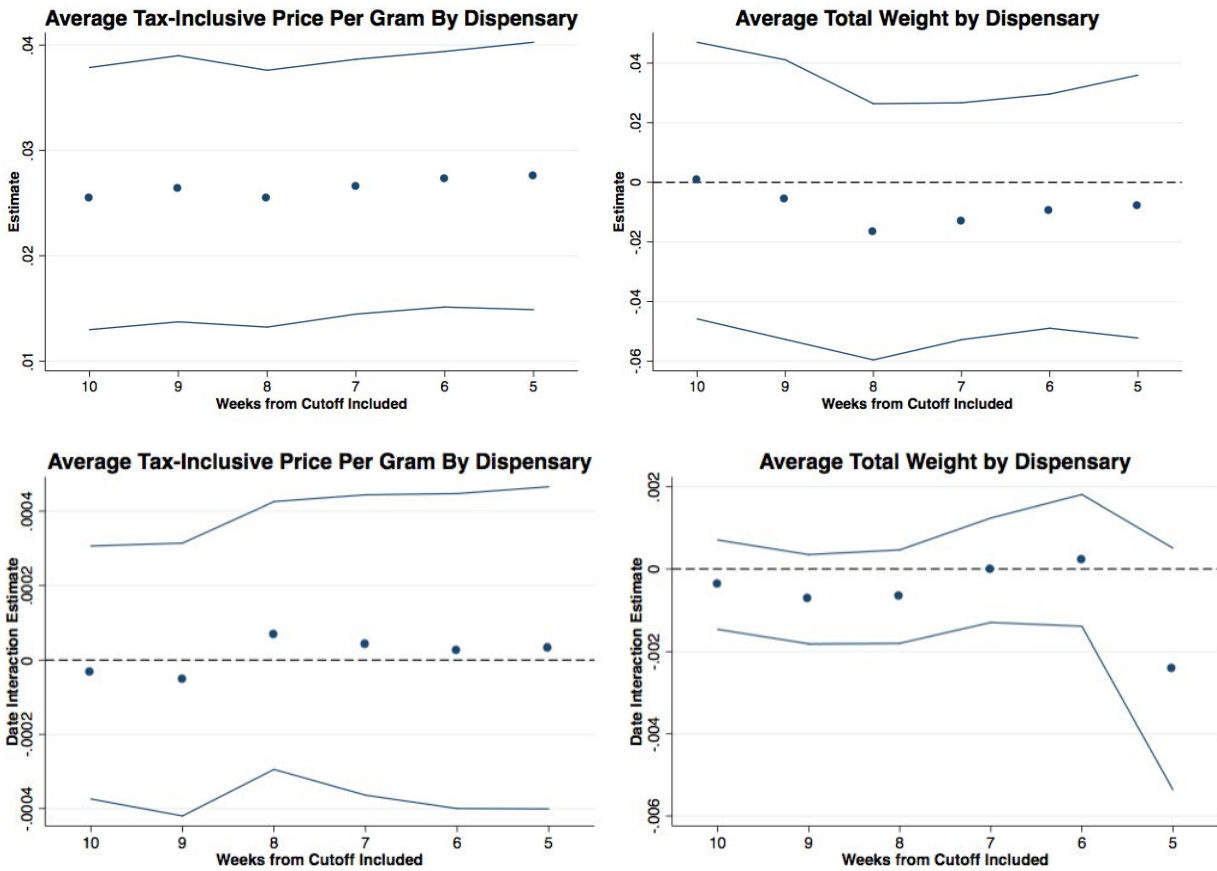 Average Tax-Inclusive Price Per Gram By Dispensary
.04
.03
.02
.01
Estimate
10 9 8 7 6 5
Weeks from Cutoff Included
Average Total Weight by Dispensary
.04
.02
0
-.02
-.04
-.06
Estimate
10 9 8 7 6 5
Weeks from Cutoff Included
Average Tax-Inclusive Price Per Gram By Dispensary
.0004
.0002
0
-.0002
-.0004
Date Interaction Estimate
10 9 8 7 6 5
Weeks from Cutoff Included
Average Total Weight by Dispensary
.002
0
-.002
-.004
-.006
Date Interaction Estimate
10 9 8 7 6 5
Weeks from Cutoff Included